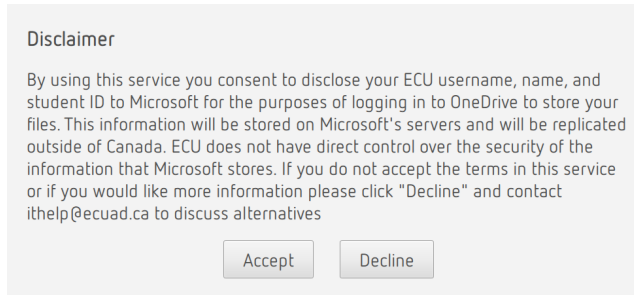 Disclaimer
By using this service you consent to disclose your ECU username, name, and
student ID to Microsoft for the purposes of logging in to OneDrive to store your
files. This information will be stored on Microsoft's servers and will be replicated
outside of Canada. ECU does not have direct control over the security of the
information that Microsoft stores. If you do not accept the terms in this service
or if you would like more information please click "Decline" and contact
ithelp@ecuad.ca to discuss alternatives
Accept
Decline